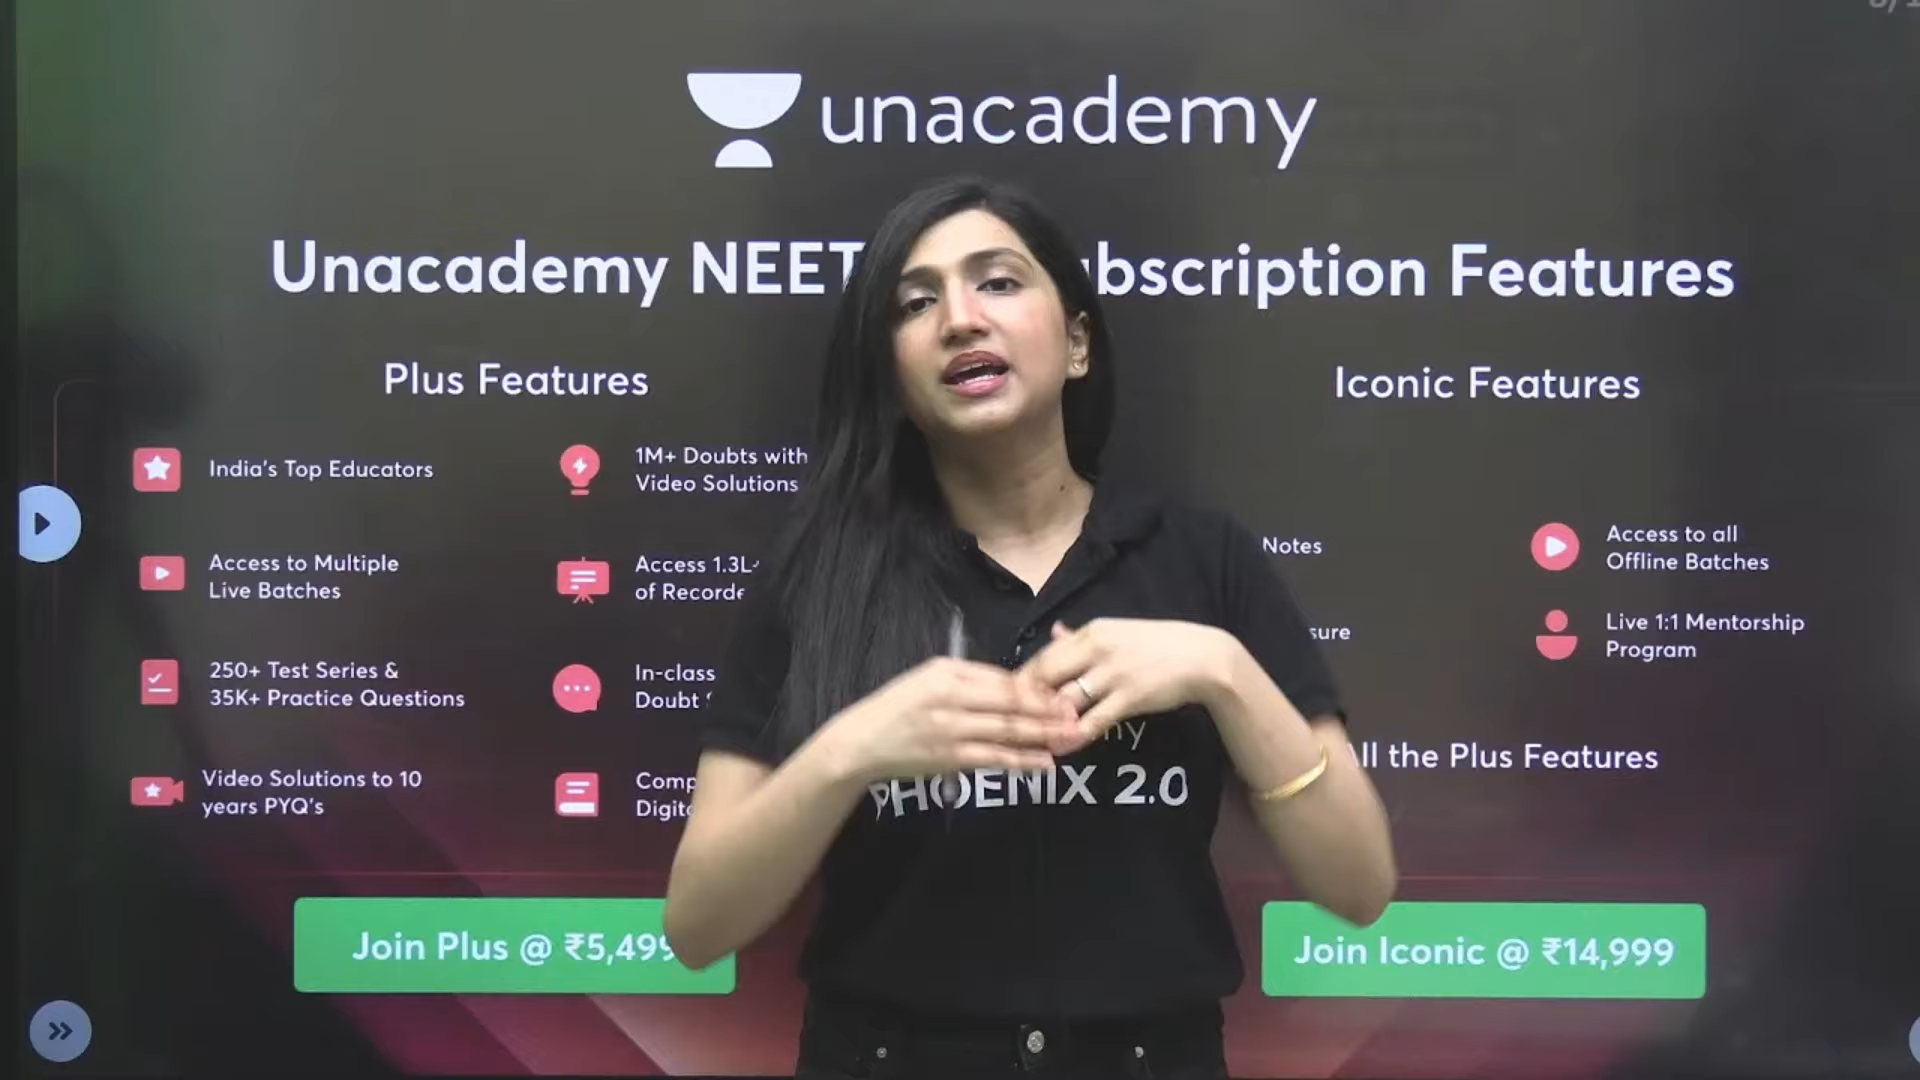 unacademy
Unacademy NEET
bscription Features
Plus Features
India's Top Educators
Access to Multiple
Live Batches
250+ Test Series &
35K+ Practice Questions
Video Solutions to 10
years PYQ's
1M+ Doubts with
Video Solutions
Access 1.3L
of Recorde
In-class
Doubt
Comp
Digit
Join Plus @ ₹5,499
Iconic Features
Notes
sure
Access to all
Offline Batches
Live 1:1 Mentorship
Program
All the Plus Features
Join Iconic @ ₹14,999
my
PHOENIX 2.0